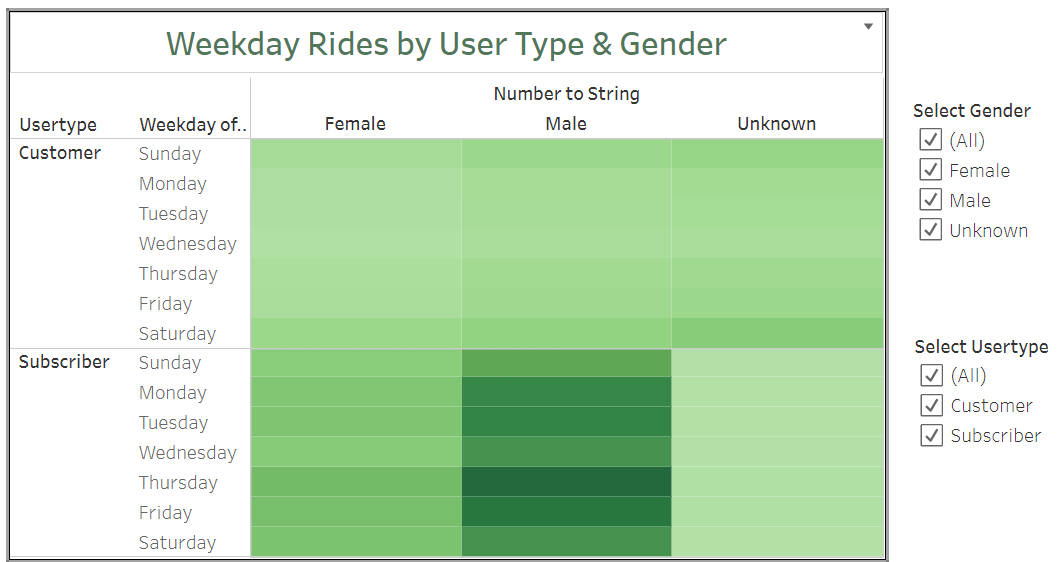 Weekday Rides by User Type & Gender
Number to String
Usertype Weekday of.. Female Male Unknown
Customer Sunday
Monday
Tuesday
Wednesday
Thursday
Friday
Saturday
Subscriber Sunday
Monday
Tuesday
Wednesday
Thursday
Friday
Saturday
Select Gender
(All)
Female
Male
Unknown
Select Usertype
(All)
Customer
Subscriber